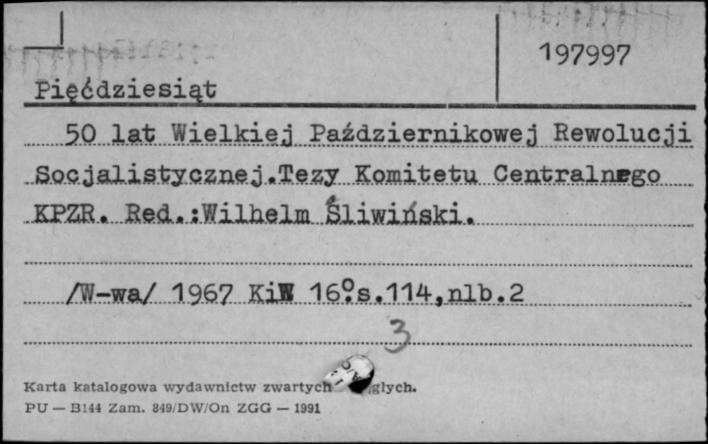 197997
Pięćdziesiąt
50 lat Wielkiej Październikowej Rewolucji
Socjalistycznej.Tezy Komitetu Centralnego
KPZR. Red.:Wilhelm Śliwiński.
/W-wa/ 1967 KiW 16°.s.114,nlb.2
3
Karta katalogowa wydawnictw zwartych
PU — B144 Zam. 849/DW/On ZGG — 1991